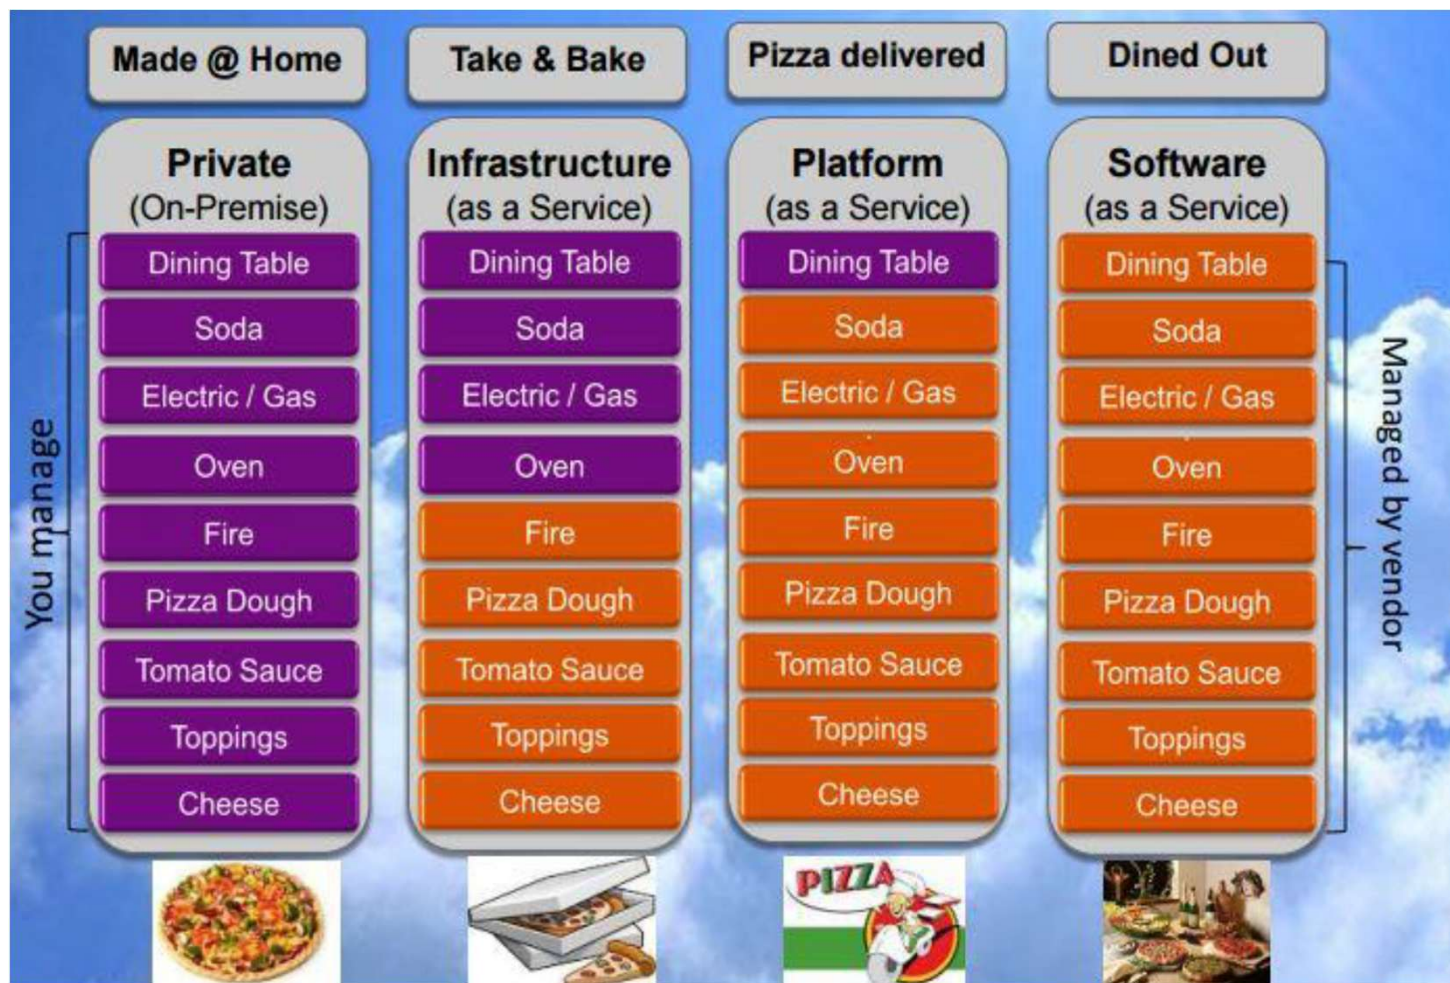 Made @ Home
Take & Bake
Pizza delivered
Dined Out
Private
(On-Premise)
Dining Table
Soda
Electric / Gas
Oven
Fire
Pizza Dough
Tomato Sauce
Toppings
Cheese
Infrastructure
(as a Service)
Dining Table
Soda
Electric / Gas
Oven
Fire
Pizza Dough
Tomato Sauce
Toppings
Cheese
Platform
(as a Service)
Dining Table
Soda
Electric / Gas
Oven
Fire
Pizza Dough
Tomato Sauce
Toppings
Cheese
Software
(as a Service)
Dining Table
Soda
Electric / Gas
Oven
Fire
Pizza Dough
Tomato Sauce
Toppings
Cheese
You manage
Managed by vendor
PIZZA